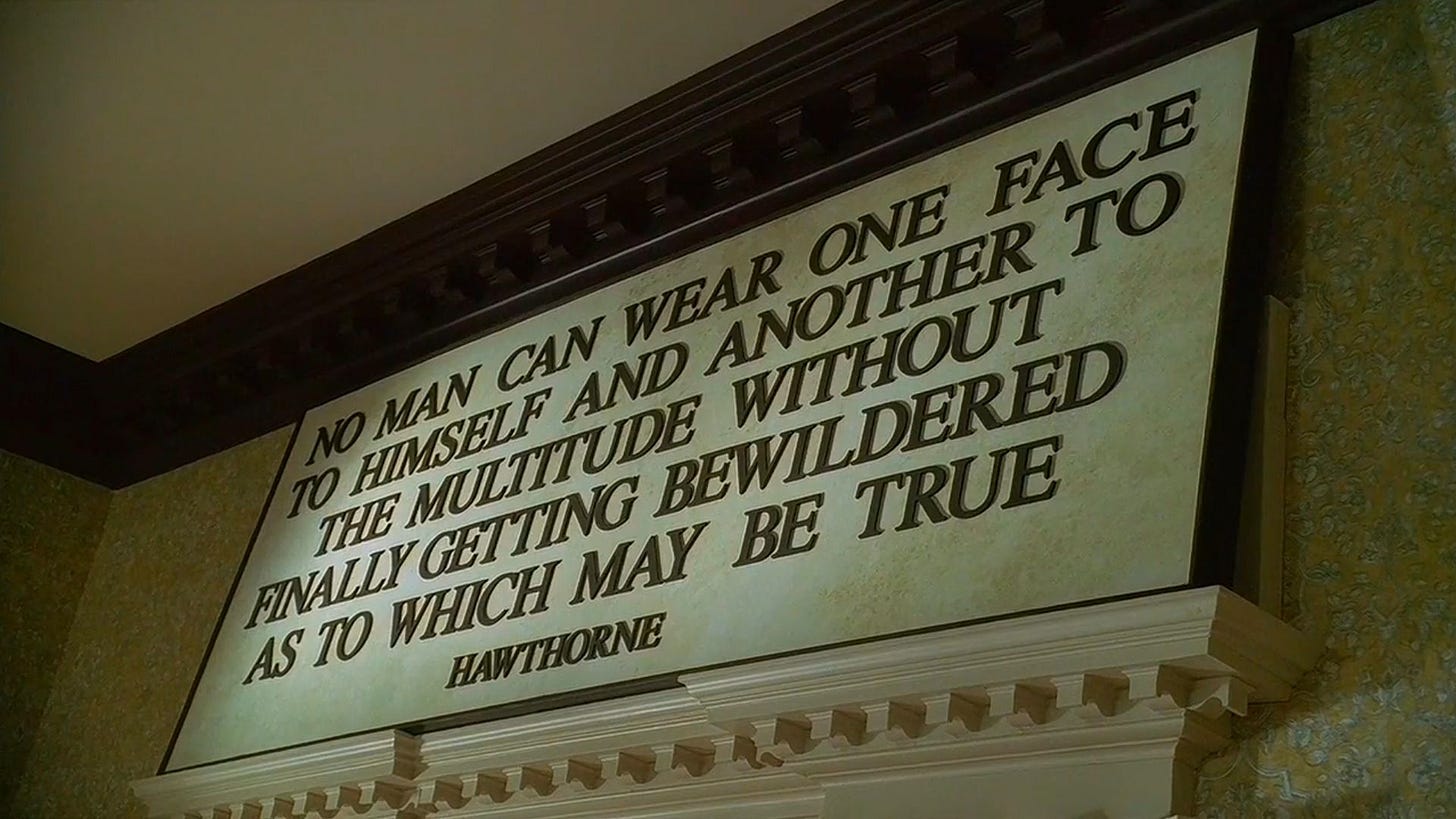 NO MAN CAN WEAR ONE FACE
TO HIMSELF AND ANOTHER TO
THE MULTITUDE WITHOUT
FINALLY GETTING BEWILDERED
AS TO WHICH MAY BE TRUE
HAWTHORNE